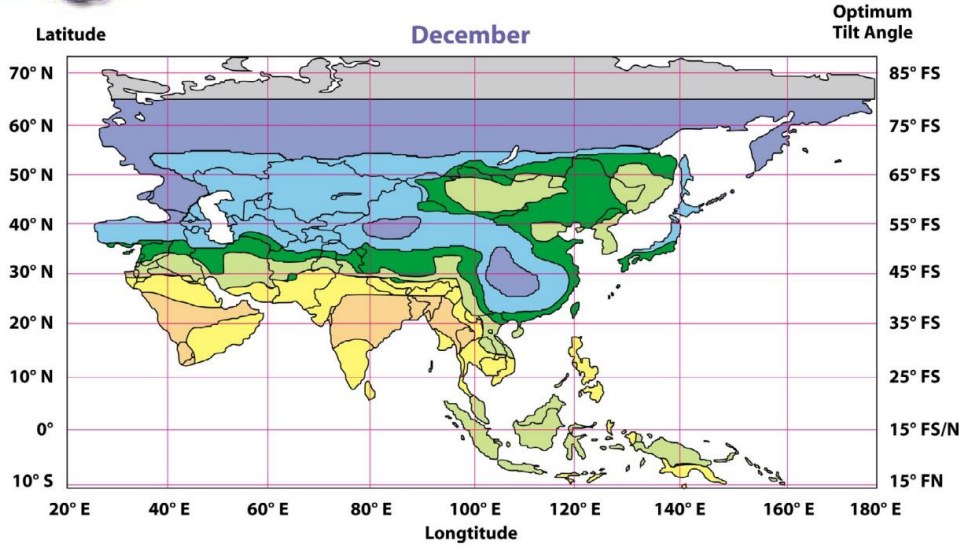 Latitude
December
Optimum
Tilt Angle
70° N
85° FS
60° N
75° FS
50° N
65° FS
40° N
55° FS
30° N
45° FS
20° N
35° FS
10° N
25° FS
0°
15° FS/N
10° S
15° FN
20° E
40° E
60° E
80° E
100° E
120° E
140° E
160° E
180° E
Longtitude